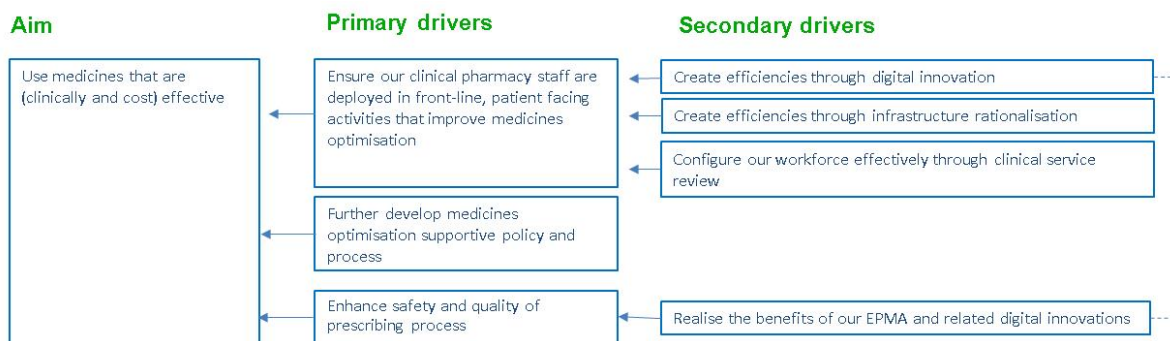 Aim
Primary drivers
Secondary drivers
Use medicines that are
(clinically and cost) effective
Ensure our clinical pharmacy staff are
deployed in front-line, patient facing
activities that improve medicines
optimisation
Further develop medicines
optimisation supportive policy and
process
Enhance safety and quality of
prescribing process
Create efficiencies through digital innovation
Create efficiencies through infrastructure rationalisation
Configure our workforce effectively through clinical service
review
Realise the benefits of our EPMA and related digital innovations